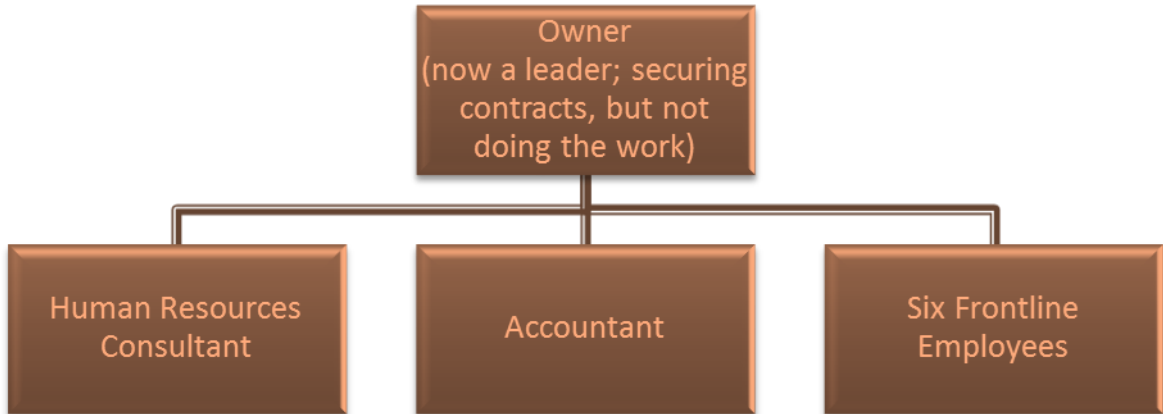 Owner
(now a leader; securing
contracts, but not
doing the work)
Human Resources
Consultant
Accountant
Six Frontline
Employees